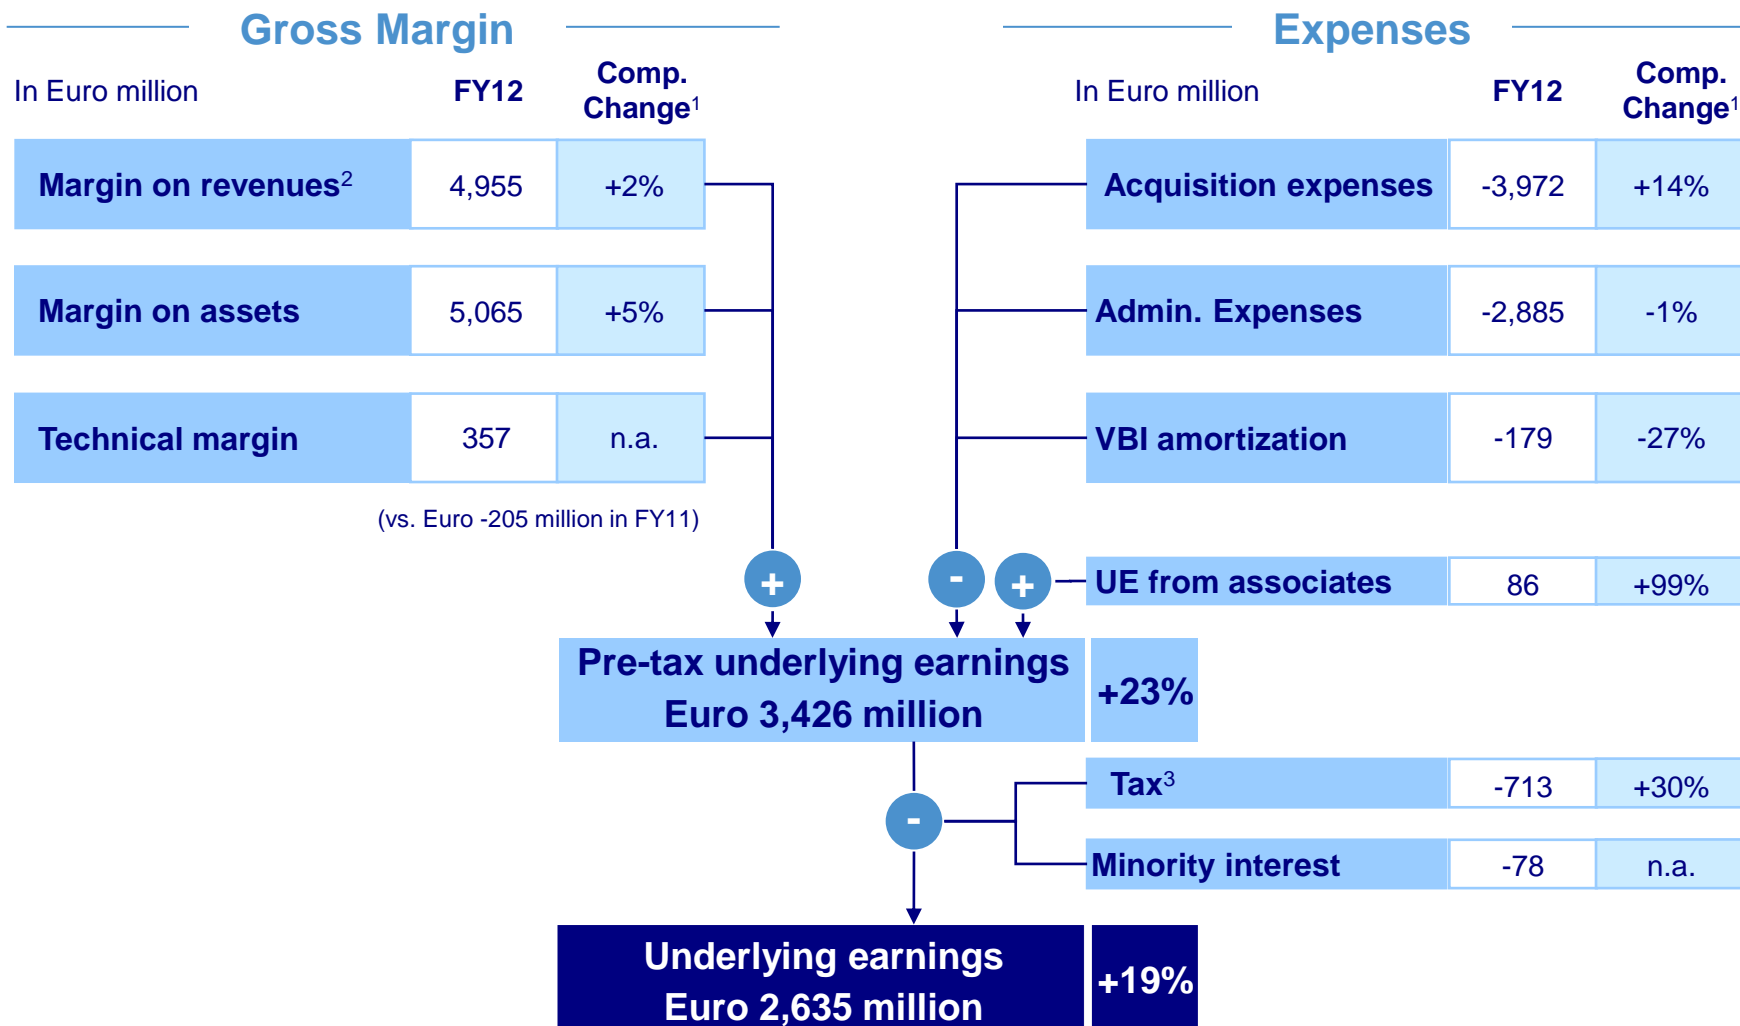 Gross Margin
In Euro million FY12 Comp. Change¹
Margin on revenues² 4,955 +2%
Margin on assets 5,065 +5%
Technical margin 357 n.a.
(vs. Euro -205 million in FY11)
Expenses
In Euro million FY12 Comp. Change¹
Acquisition expenses -3,972 +14%
Admin. Expenses -2,885 -1%
VBI amortization -179 -27%
+ - +
UE from associates 86 +99%
Pre-tax underlying earnings
Euro 3,426 million
+23%
-
Tax³ -713 +30%
Minority interest -78 n.a.
Underlying earnings
Euro 2,635 million
+19%